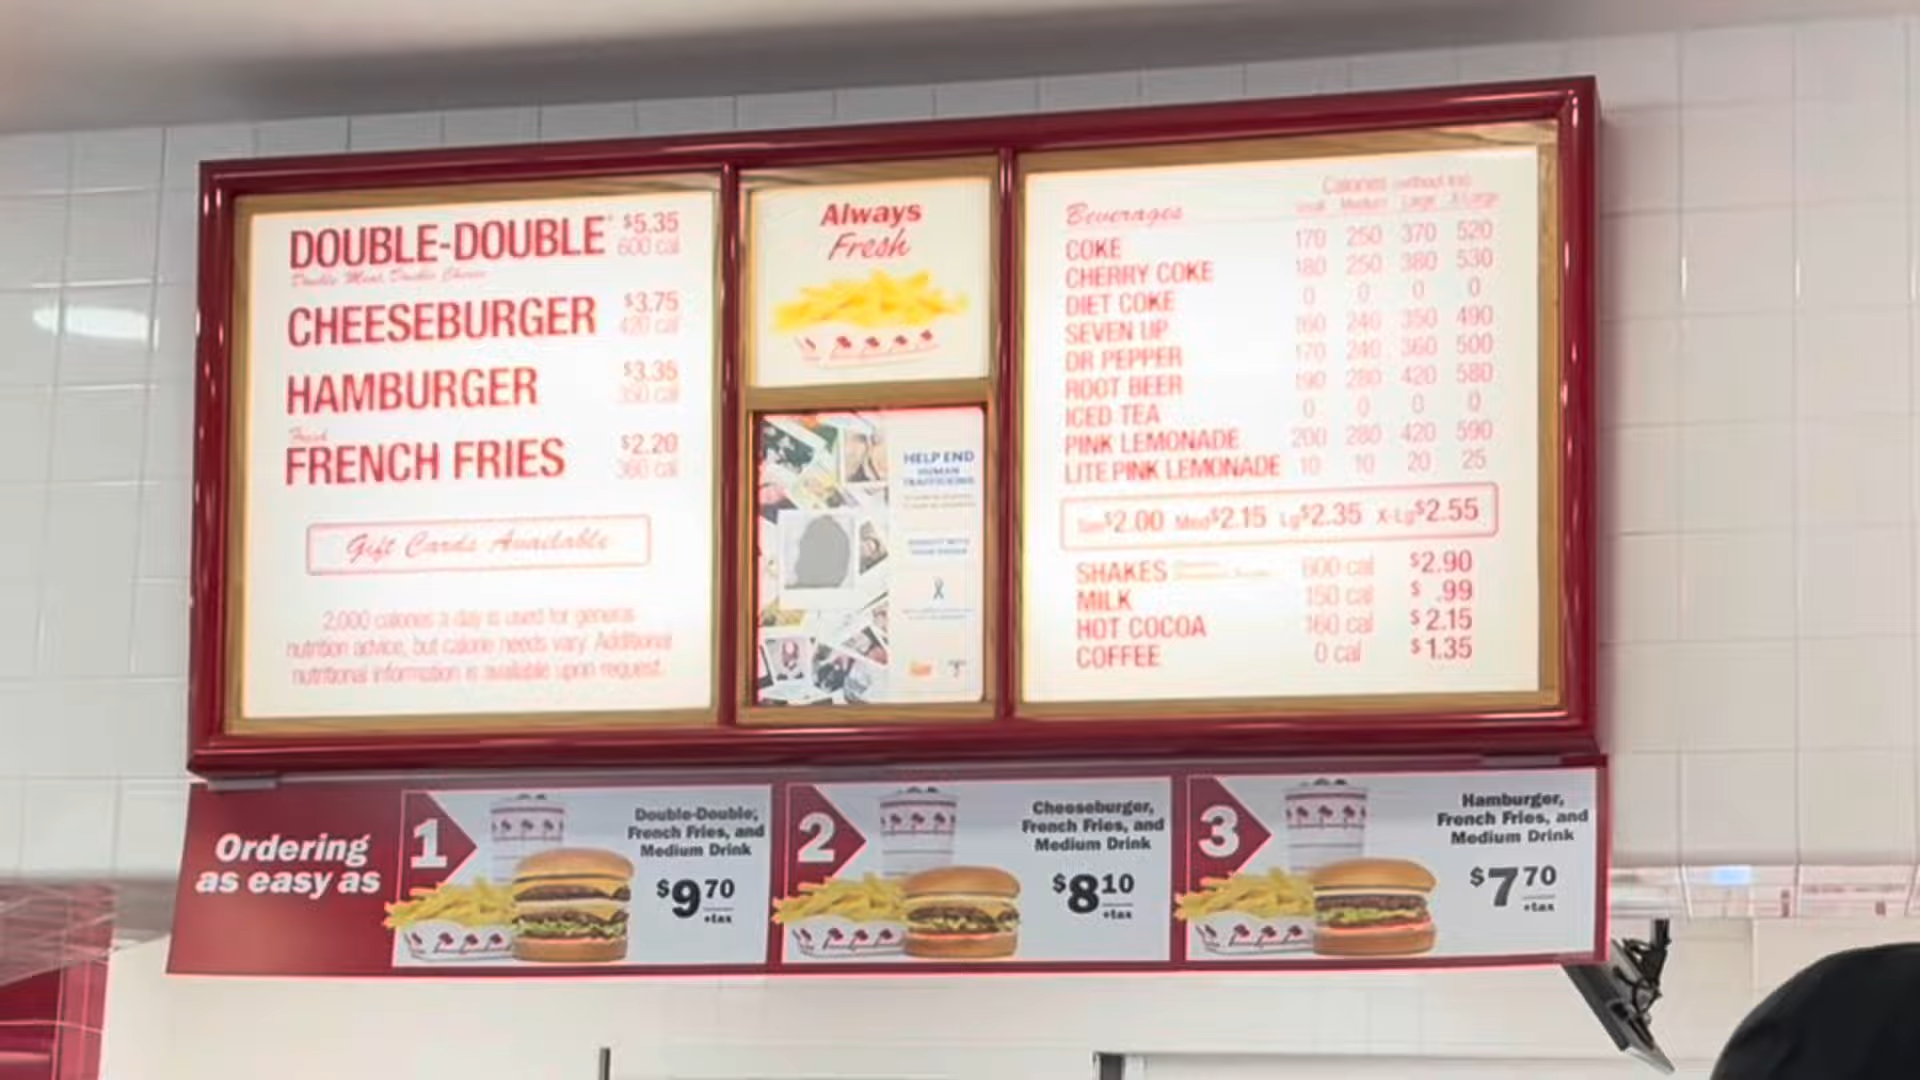 DOUBLE-DOUBLE $5.35
600 cal
Double Meat Double Cheese
CHEESEBURGER $3.75
420 cal
HAMBURGER $3.35
350 cal
Fresh
FRENCH FRIES $2.20
360 cal
Gift Cards Available
2,000 calories a day is used for general
nutrition advice, but calorie needs vary. Additional
nutritional information is available upon request.
Always
Fresh
HELP END
HUMAN
TRAFFICKING
Calories (without ice)
Beverages Small Medium Large X-Large
COKE 170 250 370 520
CHERRY COKE 180 250 380 530
DIET COKE 0 0 0 0
SEVEN UP 160 240 350 490
DR PEPPER 170 240 360 500
ROOT BEER 190 280 420 580
ICED TEA 0 0 0 0
PINK LEMONADE 200 280 420 590
LITE PINK LEMONADE 10 10 20 25
Sm $2.00 Med $2.15 Lg $2.35 X-Lg $2.55
SHAKES 600 cal $2.90
MILK 150 cal $ .99
HOT COCOA 160 cal $2.15
COFFEE 0 cal $1.35
Ordering
as easy as
1
Double-Double,
French Fries, and
Medium Drink
$9.70
+tax
2
Cheeseburger,
French Fries, and
Medium Drink
$8.10
+tax
3
Hamburger,
French Fries, and
Medium Drink
$7.70
+tax